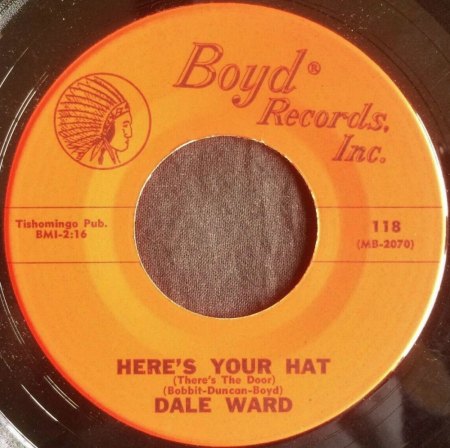 Boyd®
Records,
Inc.
Tishomingo Pub.
BMI-2:16
118
(MB-2070)
HERE'S YOUR HAT
(There's The Door)
(Bobbit-Duncan-Boyd)
DALE WARD